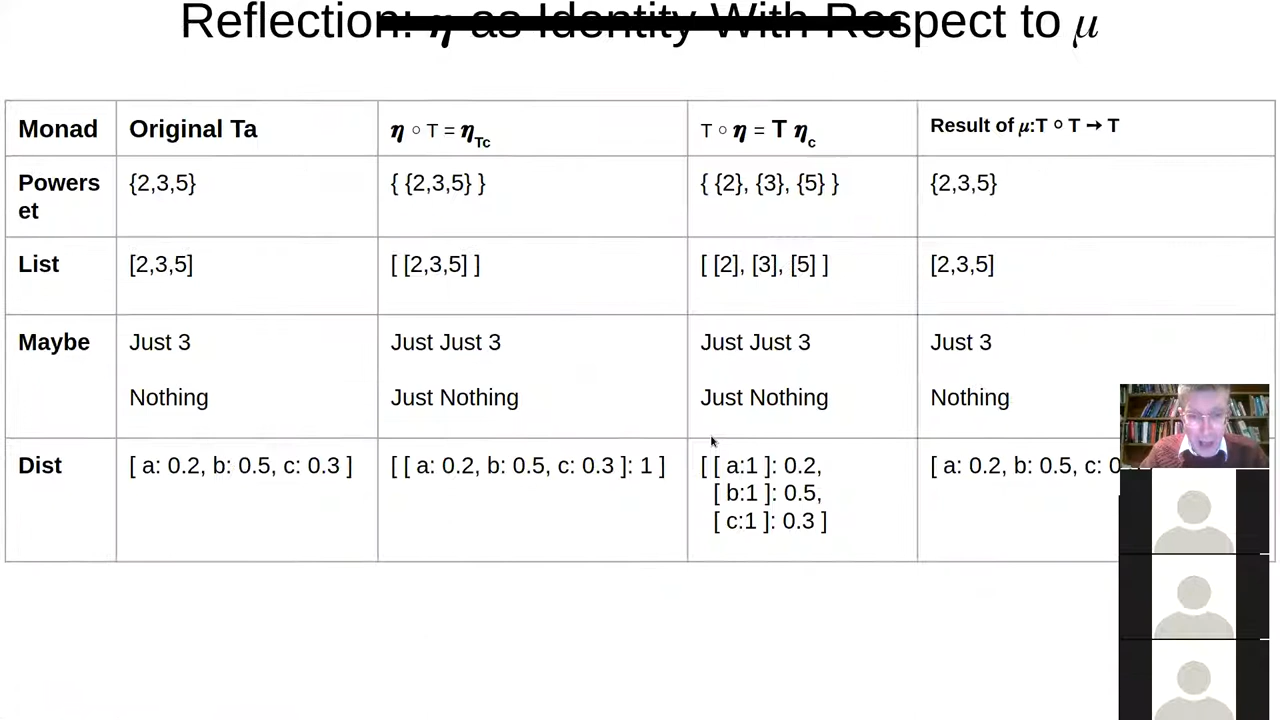 Reflection: η as Identity With Respect to μ
Monad Original Ta η ○ T = ηTc T ○ η = T ηc Result of μ:T ○ T → T
Powers {2,3,5} { {2,3,5} } { {2}, {3}, {5} } {2,3,5}
et
List [2,3,5] [ [2,3,5] ] [ [2], [3], [5] ] [2,3,5]
Maybe Just 3 Just Just 3 Just Just 3 Just 3
Nothing Just Nothing Just Nothing Nothing
Dist [ a: 0.2, b: 0.5, c: 0.3 ] [ [ a: 0.2, b: 0.5, c: 0.3 ]: 1 ] [ [ a:1 ]: 0.2, [ a: 0.2, b: 0.5, c:
[ b:1 ]: 0.5,
[ c:1 ]: 0.3 ]